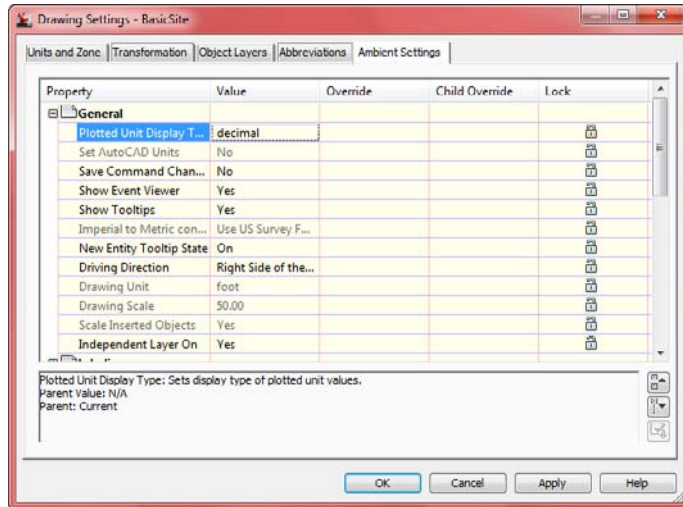 Drawing Settings - BasicSite
Units and Zone Transformation Object Layers Abbreviations Ambient Settings
Property Value Override Child Override Lock
General
Plotted Unit Display T... decimal
Set AutoCAD Units No
Save Command Chan... No
Show Event Viewer Yes
Show Tooltips Yes
Imperial to Metric con... Use US Survey F...
New Entity Tooltip State On
Driving Direction Right Side of the...
Drawing Unit foot
Drawing Scale 50.00
Scale Inserted Objects Yes
Independent Layer On Yes
Plotted Unit Display Type: Sets display type of plotted unit values.
Parent Value: N/A
Parent: Current
OK Cancel Apply Help